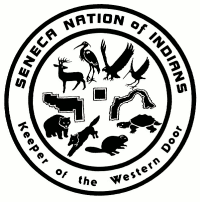 SENECA NATION of INDIANS
Keeper of the Western Door